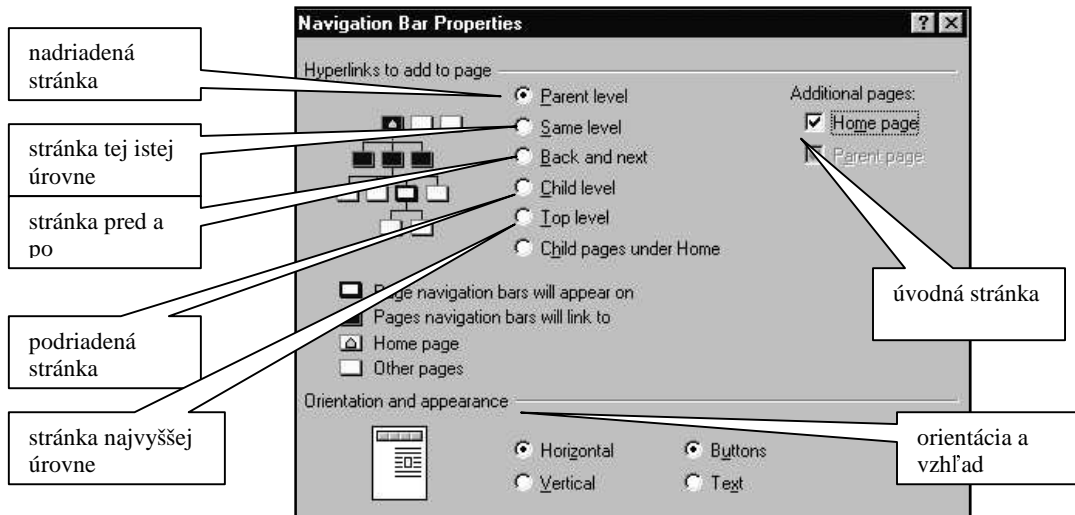 Navigation Bar Properties
nadriadená
stránka
Hyperlinks to add to page
Parent level
Additional pages:
Same level
Home page
stránka tej istej
úrovne
Back and next
Parent page
Child level
stránka pred a
po
Top level
Child pages under Home
úvodná stránka
Page navigation bars will appear on
Pages navigation bars will link to
podriadená
stránka
Home page
Other pages
Orientation and appearance
stránka najvyššej
úrovne
Horizontal
Buttons
orientácia a
vzhľad
Vertical
Text